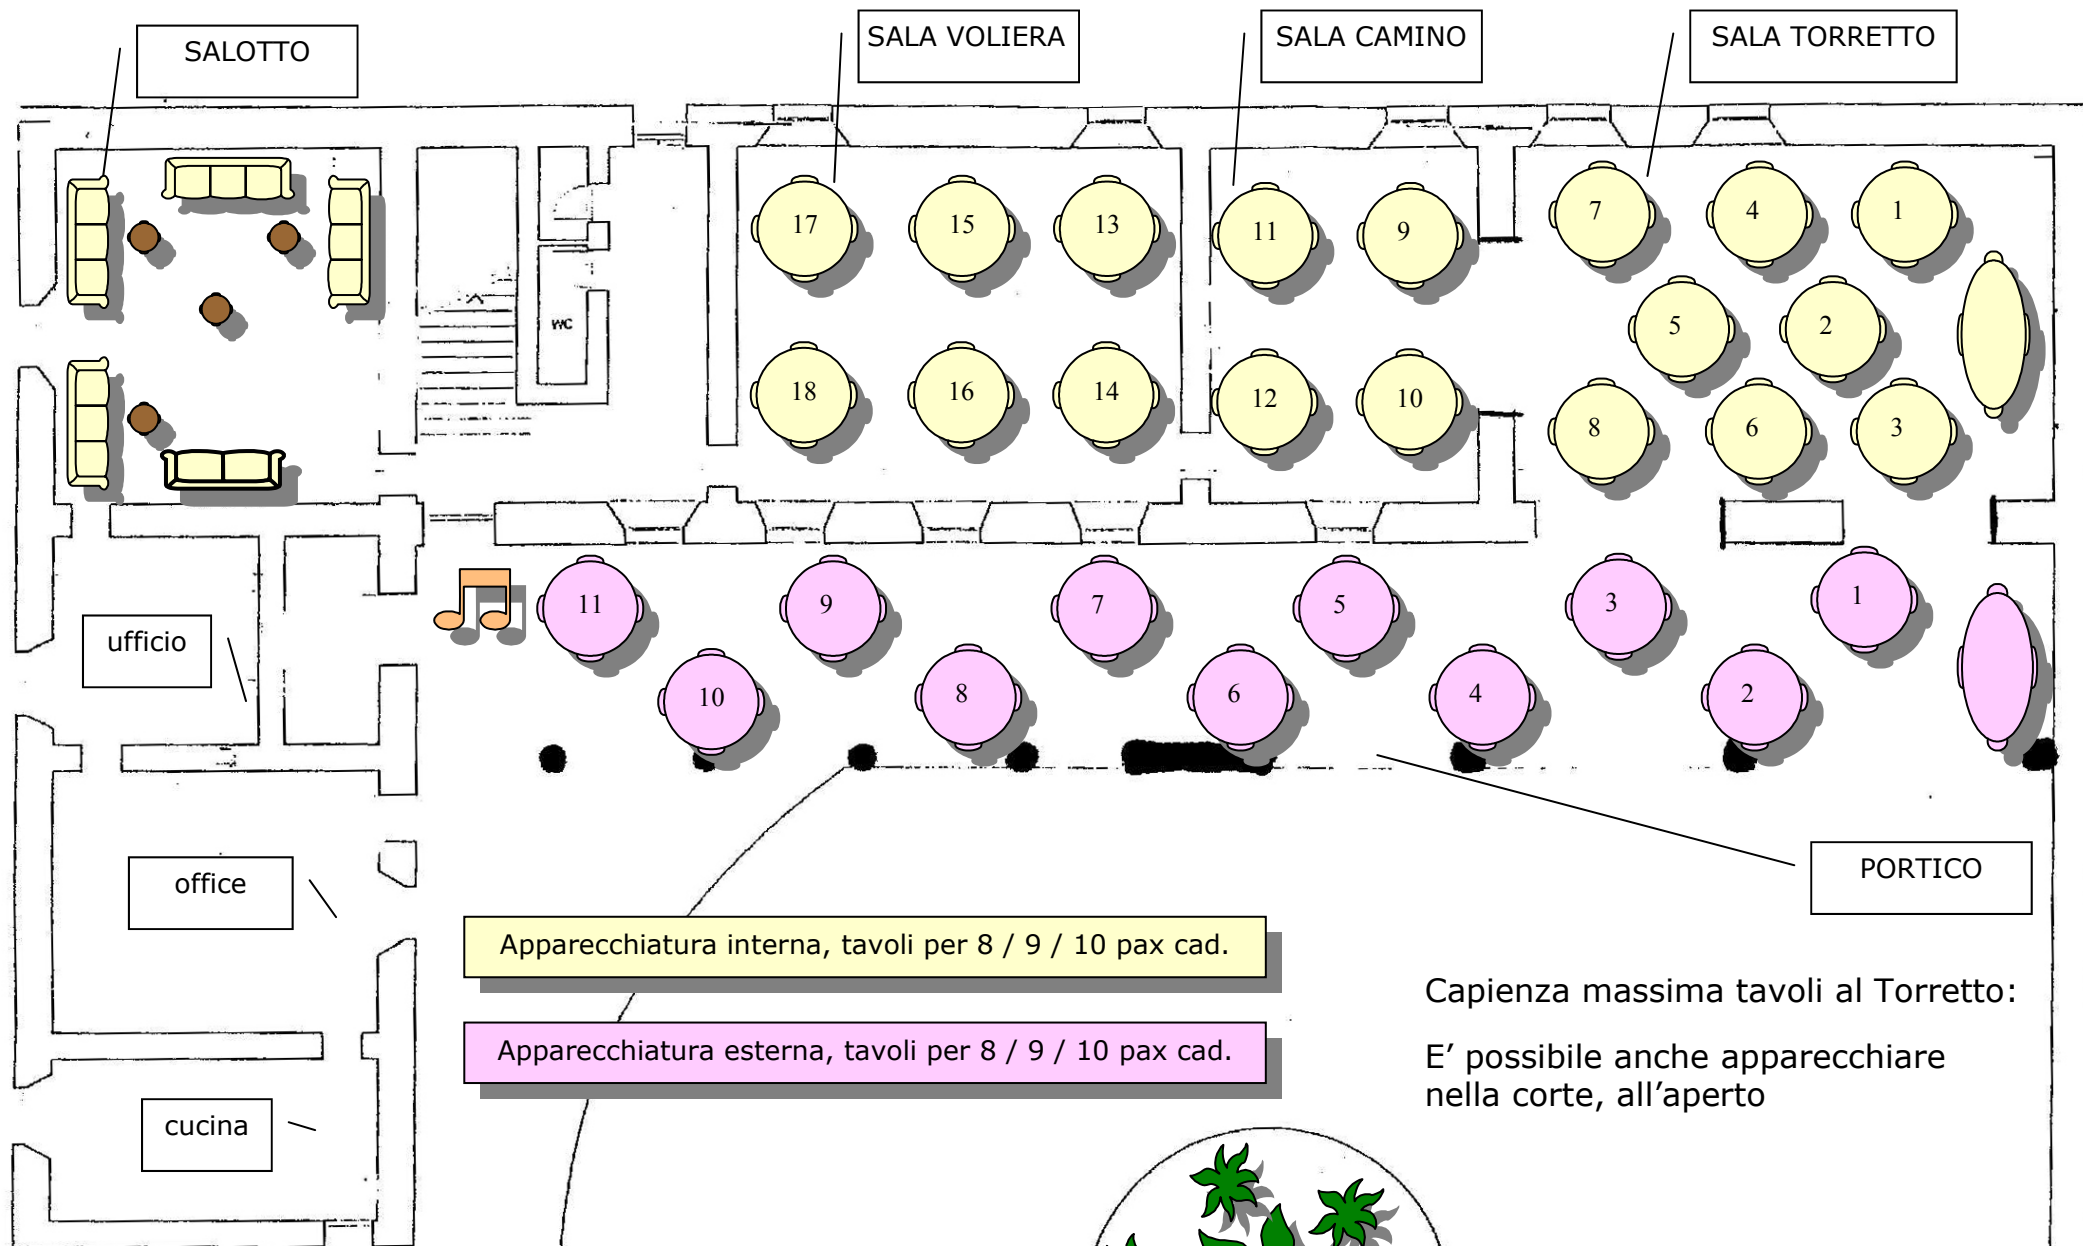 SALOTTO
SALA VOLIERA
SALA CAMINO
SALA TORRETTO
17
15
13
11
9
7
4
1
5
2
18
16
14
12
10
8
6
3
WC
11
9
7
5
3
1
10
8
6
4
2
ufficio
office
cucina
PORTICO
Apparecchiatura interna, tavoli per 8 / 9 / 10 pax cad.
Apparecchiatura esterna, tavoli per 8 / 9 / 10 pax cad.
Capienza massima tavoli al Torretto:
E’ possibile anche apparecchiare
nella corte, all’aperto